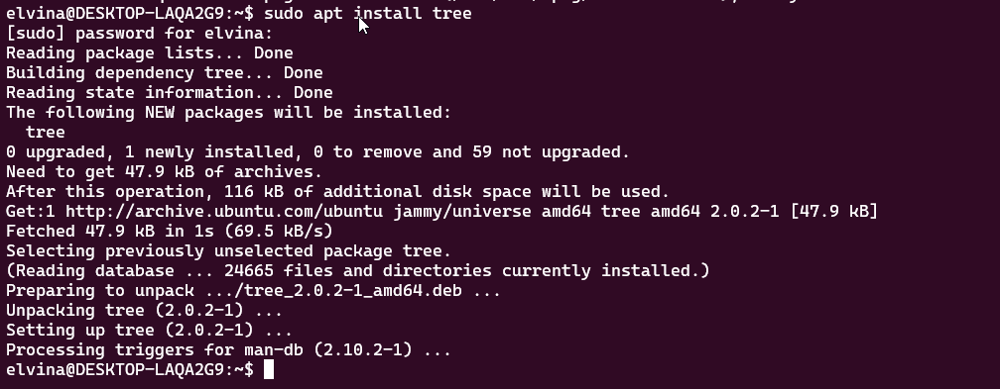 elvina@DESKTOP-LAQA2G9:~$ sudo apt install tree
[sudo] password for elvina:
Reading package lists... Done
Building dependency tree... Done
Reading state information... Done
The following NEW packages will be installed:
  tree
0 upgraded, 1 newly installed, 0 to remove and 59 not upgraded.
Need to get 47.9 kB of archives.
After this operation, 116 kB of additional disk space will be used.
Get:1 http://archive.ubuntu.com/ubuntu jammy/universe amd64 tree amd64 2.0.2-1 [47.9 kB]
Fetched 47.9 kB in 1s (69.5 kB/s)
Selecting previously unselected package tree.
(Reading database ... 24665 files and directories currently installed.)
Preparing to unpack .../tree_2.0.2-1_amd64.deb ...
Unpacking tree (2.0.2-1) ...
Setting up tree (2.0.2-1) ...
Processing triggers for man-db (2.10.2-1) ...
elvina@DESKTOP-LAQA2G9:~$